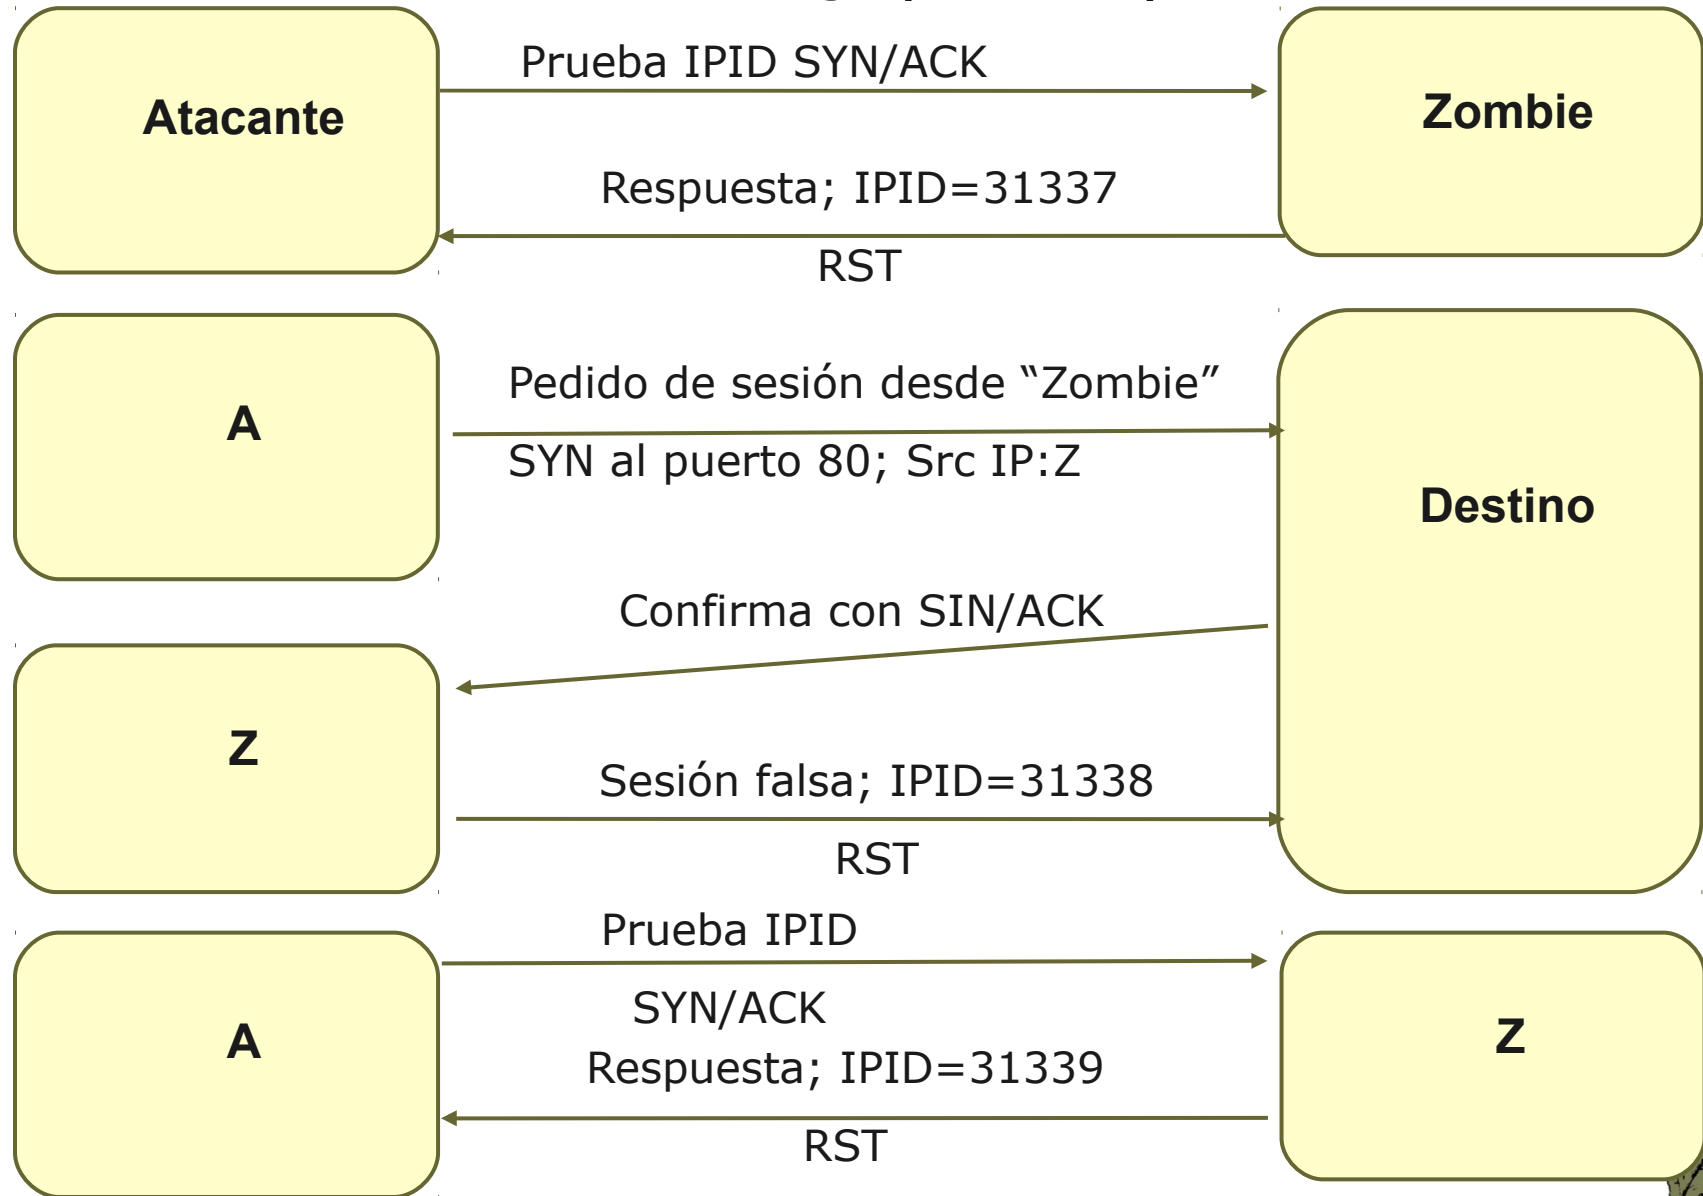 Atacante
Prueba IPID SYN/ACK
Zombie
Respuesta; IPID=31337
RST
A
Pedido de sesión desde “Zombie”
SYN al puerto 80; Src IP:Z
Destino
Confirma con SIN/ACK
Z
Sesión falsa; IPID=31338
RST
A
Prueba IPID
SYN/ACK
Z
Respuesta; IPID=31339
RST